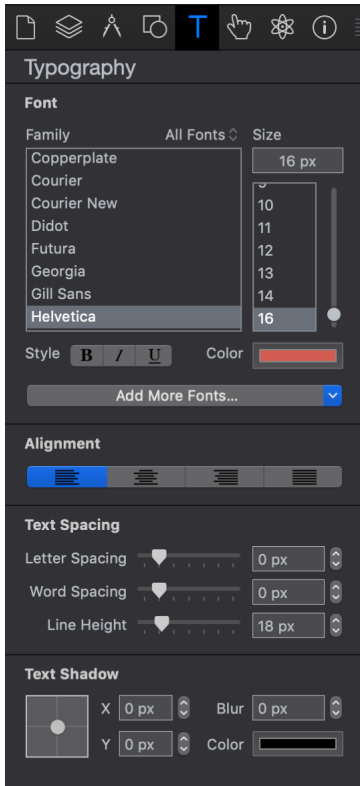 T
Typography
Font
Family All Fonts Size
16 px
Copperplate
Courier
Courier New
Didot
Futura
Georgia
Gill Sans
Helvetica
9
10
11
12
13
14
16
Style B I U Color
Add More Fonts...
Alignment
Text Spacing
Letter Spacing 0 px
Word Spacing 0 px
Line Height 18 px
Text Shadow
X 0 px Blur 0 px
Y 0 px Color